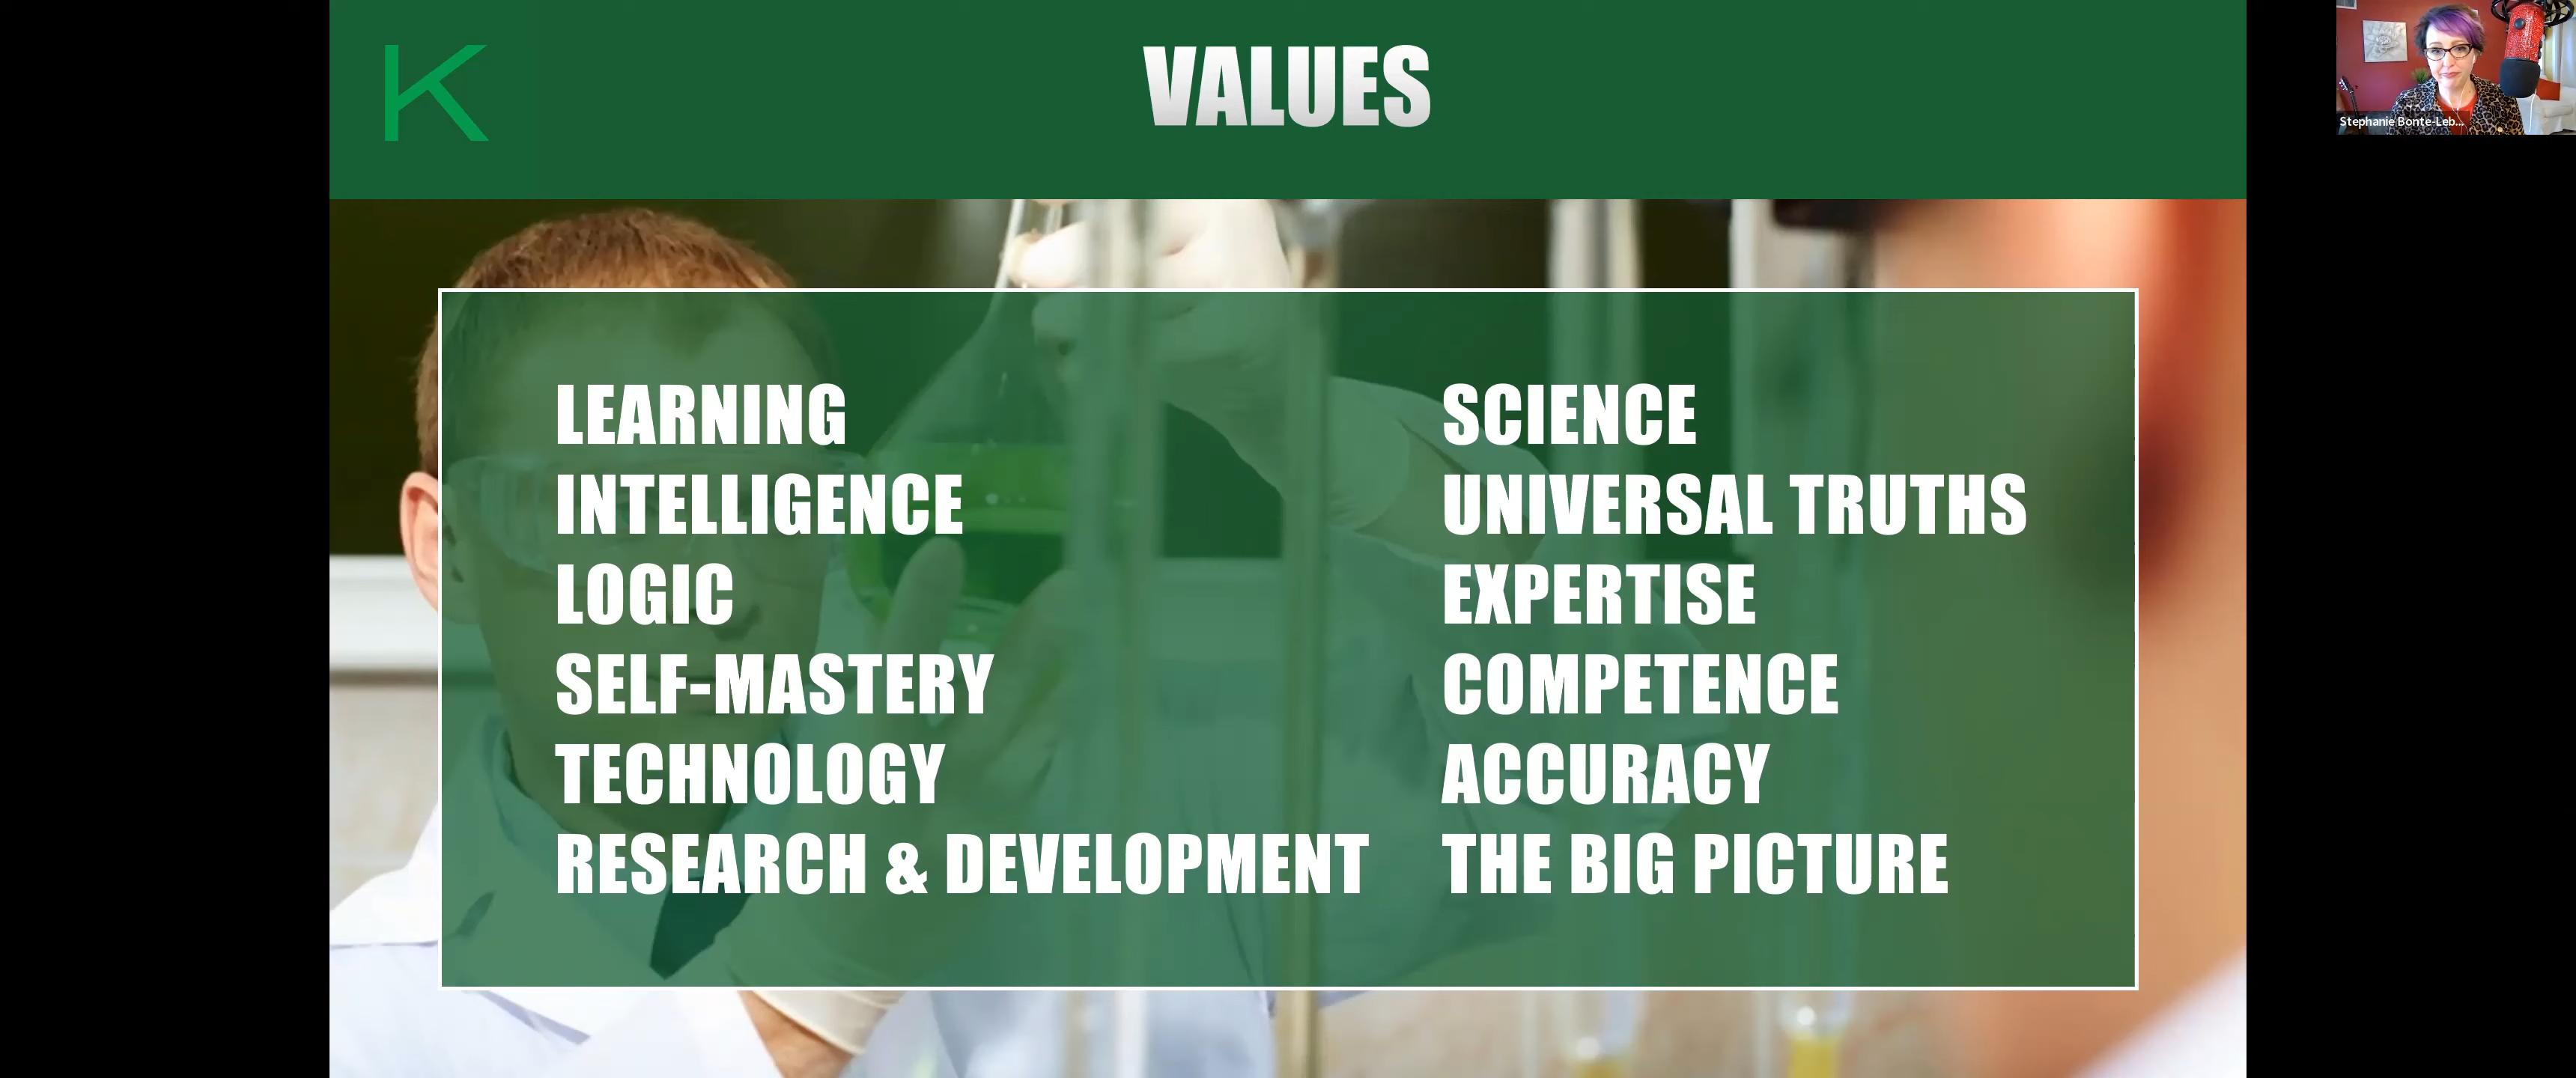 K
VALUES
Stephanie Bonte-Leb...
LEARNING
INTELLIGENCE
LOGIC
SELF-MASTERY
TECHNOLOGY
RESEARCH & DEVELOPMENT
SCIENCE
UNIVERSAL TRUTHS
EXPERTISE
COMPETENCE
ACCURACY
THE BIG PICTURE